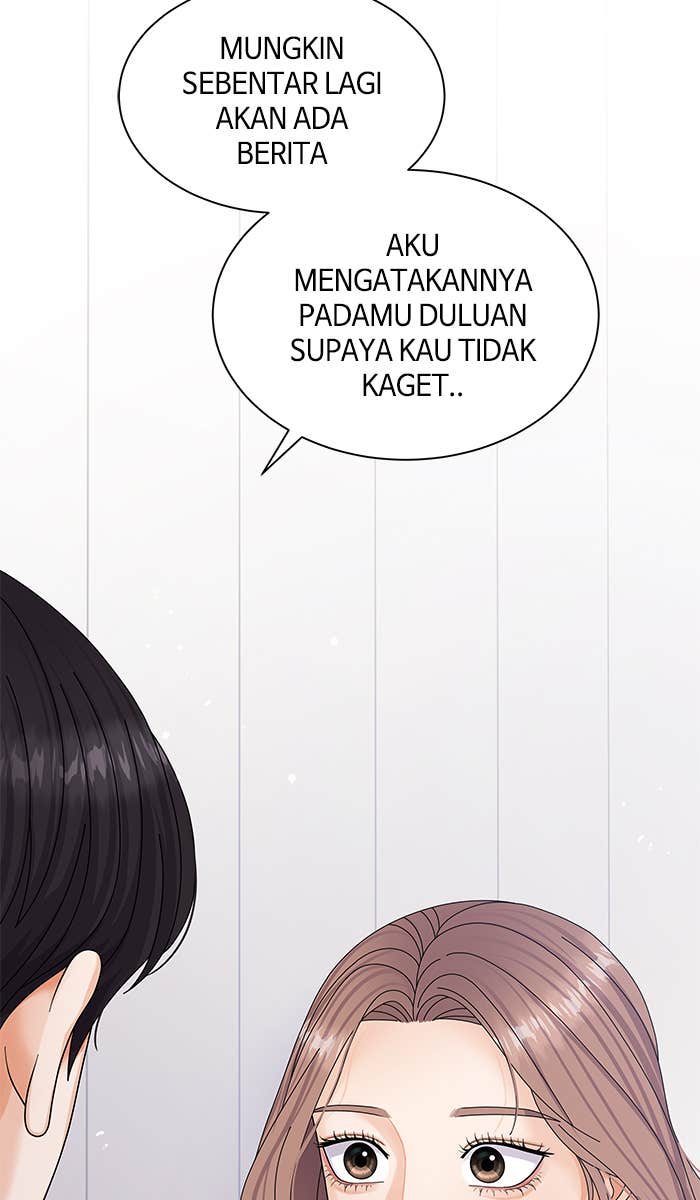 MUNGKIN
SEBENTAR LAGI
AKAN ADA
BERITA
AKU
MENGATAKANNYA
PADAMU DULUAN
SUPAYA KAU TIDAK
KAGET..